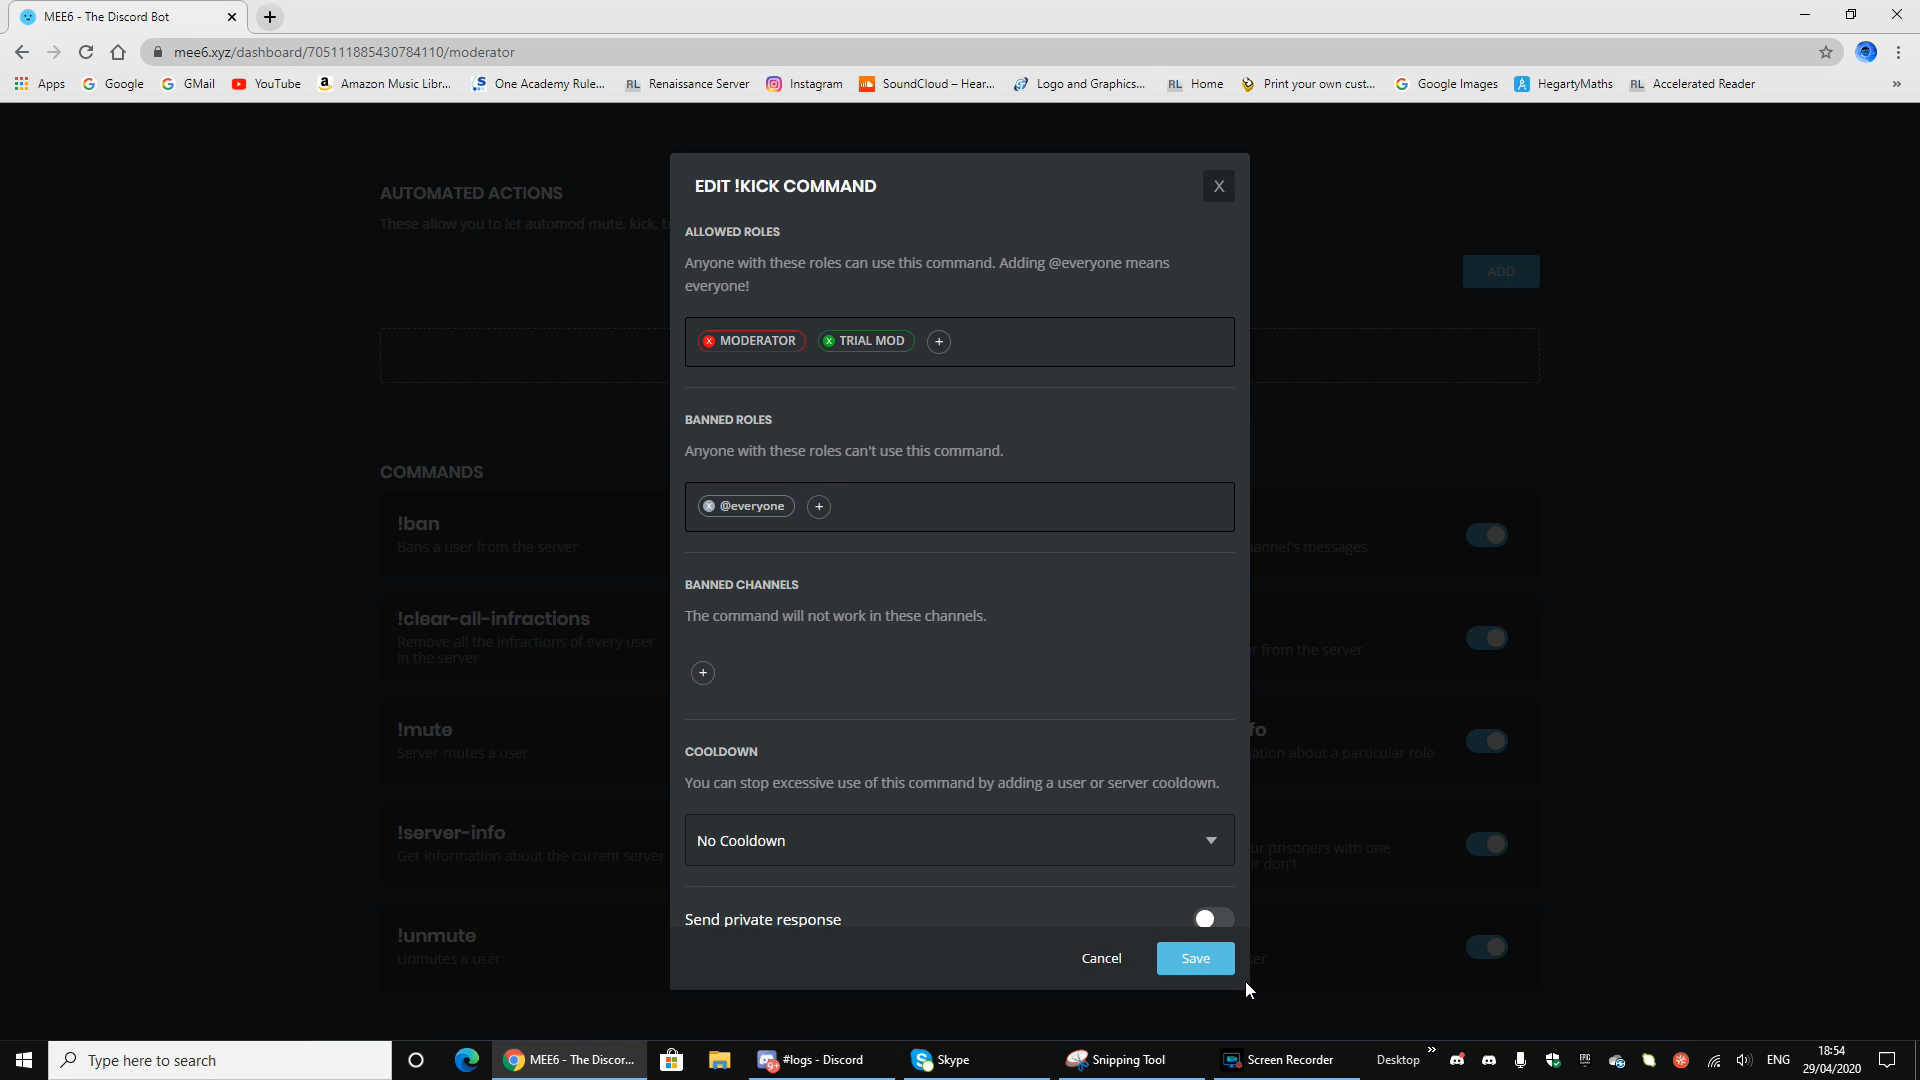 MEE6 - The Discord Bot
mee6.xyz/dashboard/705111885430784110/moderator
Apps
Google
GMail
YouTube
Amazon Music Libr...
One Academy Rule...
RL Renaissance Server
Instagram
SoundCloud – Hear...
Logo and Graphics...
RL Home
Print your own cust...
Google Images
HegartyMaths
RL Accelerated Reader
»
AUTOMATED ACTIONS
These allow you to let automod mute, kick, b
ADD
EDIT !KICK COMMAND
X
ALLOWED ROLES
Anyone with these roles can use this command. Adding @everyone means
everyone!
X MODERATOR
X TRIAL MOD
+
BANNED ROLES
Anyone with these roles can't use this command.
X @everyone
+
BANNED CHANNELS
The command will not work in these channels.
+
COOLDOWN
You can stop excessive use of this command by adding a user or server cooldown.
No Cooldown
Send private response
Cancel
Save
COMMANDS
!ban
Bans a user from the server
annel's messages
!clear-all-infractions
Remove all the infractions of every user
in the server
r from the server
!mute
Server-mutes a user
fo
ation about a particular role
!server-info
Get information about the current server
ur prisoners with one
or don't
!unmute
Unmutes a user
ser
Type here to search
MEE6 - The Discor...
9+
#logs - Discord
Skype
Snipping Tool
Screen Recorder
Desktop
»
EPIC
ENG
18:54
29/04/2020